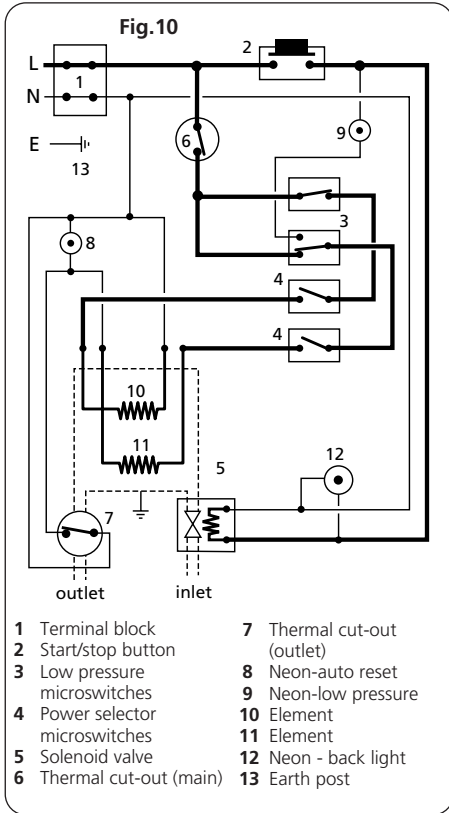 Fig.10
2
L
1
N
9
6
E
13
3
8
4
4
10
11
5
12
7
outlet
inlet
1 Terminal block
2 Start/stop button
3 Low pressure
microswitches
4 Power selector
microswitches
5 Solenoid valve
6 Thermal cut-out (main)
7 Thermal cut-out
(outlet)
8 Neon-auto reset
9 Neon-low pressure
10 Element
11 Element
12 Neon - back light
13 Earth post